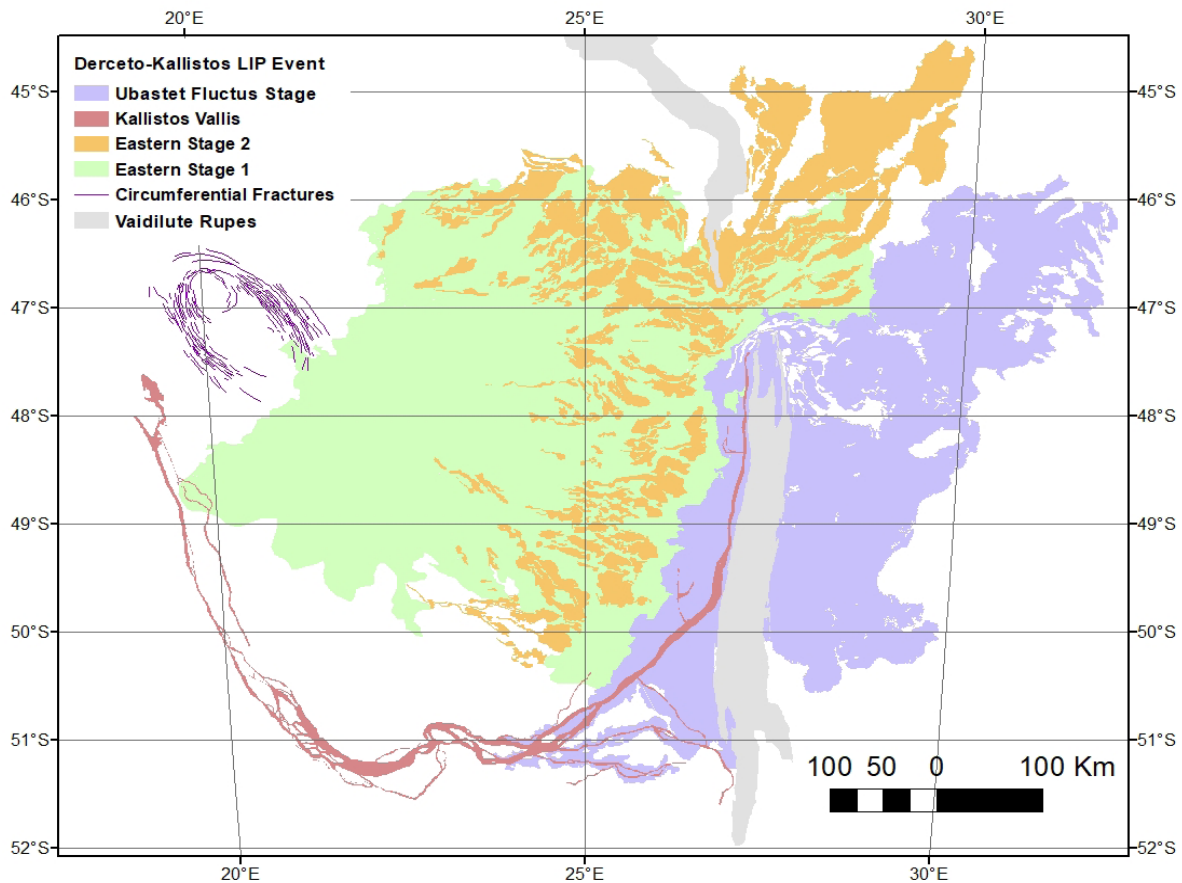 20°E 25°E 30°E
Derceto-Kallistos LIP Event
Ubastet Fluctus Stage
Kallistos Vallis
Eastern Stage 2
Eastern Stage 1
Circumferential Fractures
Vaidilute Rupes
45°S 45°S
46°S 46°S
47°S 47°S
48°S 48°S
49°S 49°S
50°S 50°S
51°S 51°S
100 50 0 100 Km
52°S 52°S
20°E 25°E 30°E